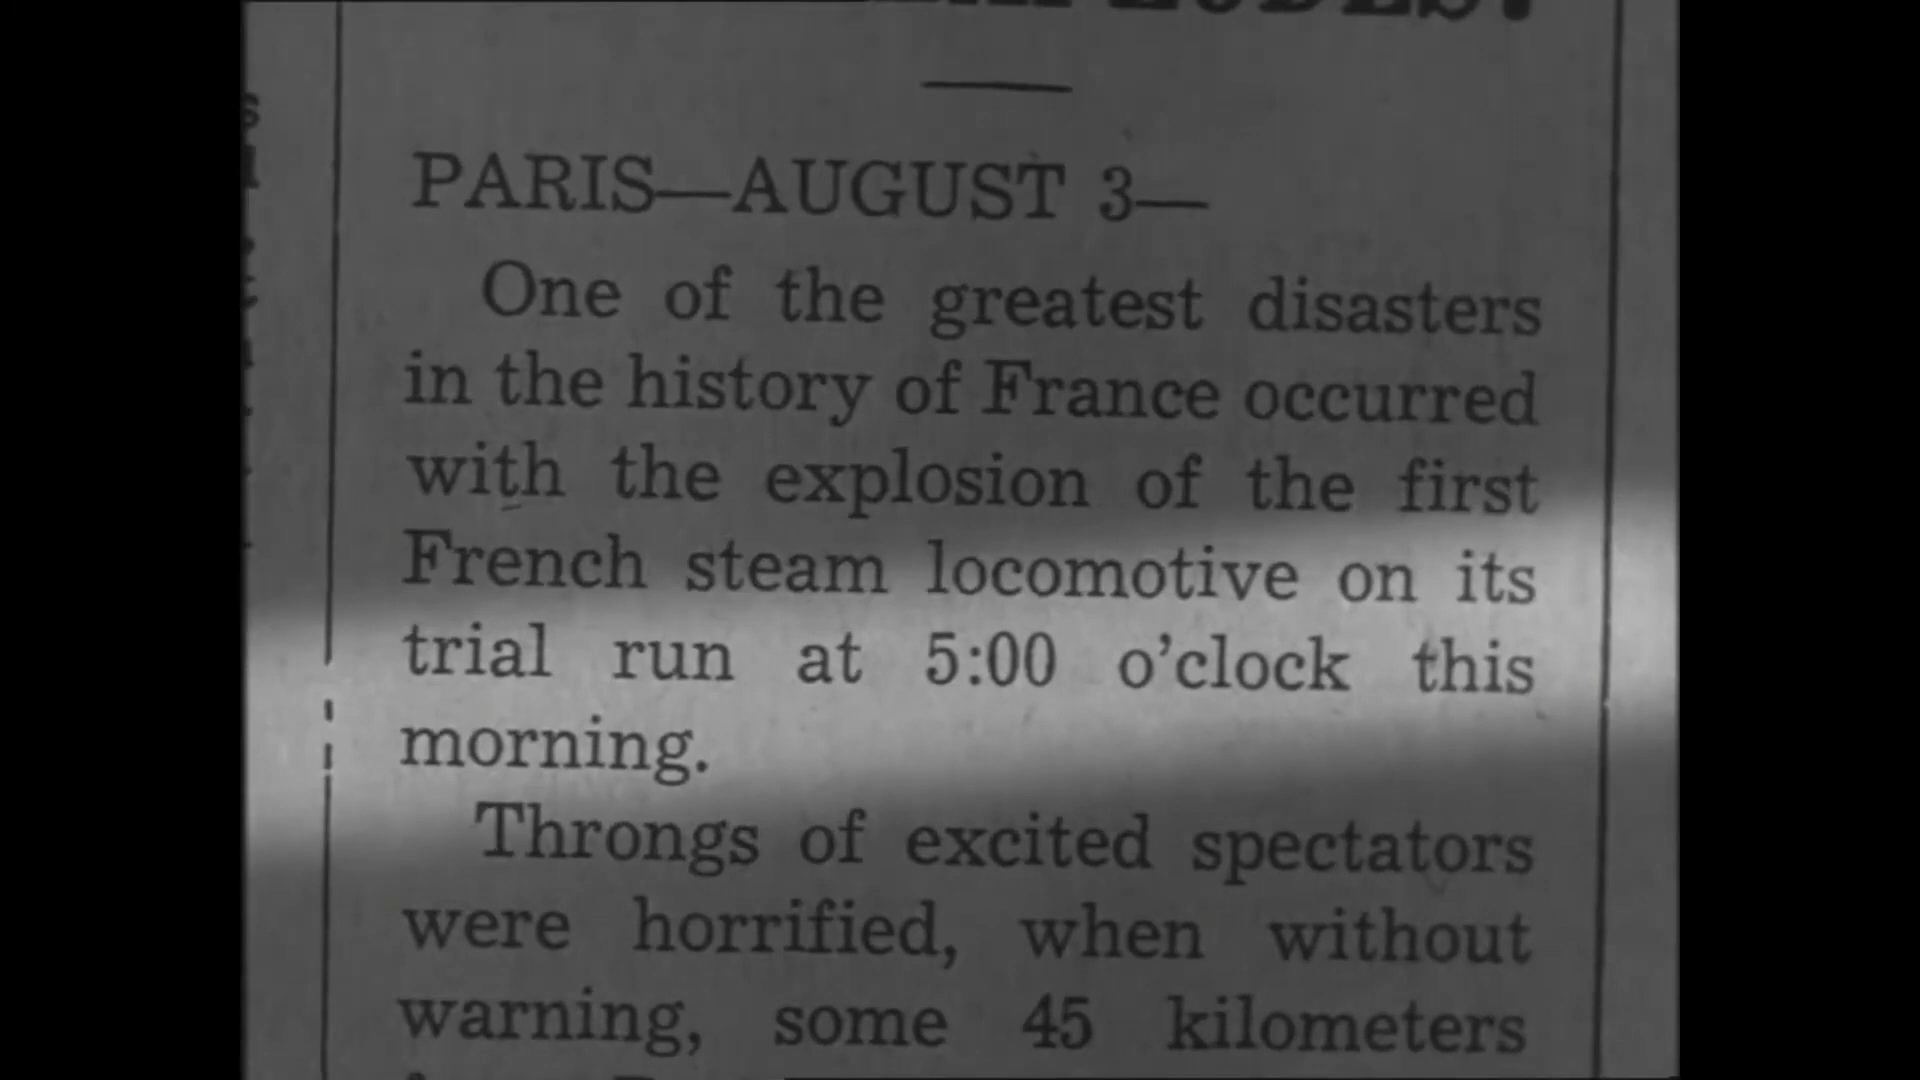 PARIS—AUGUST 3—
One of the greatest disasters
in the history of France occurred
with the explosion of the first
French steam locomotive on its
trial run at 5:00 o'clock this
morning.
Throngs of excited spectators
were horrified, when without
warning, some 45 kilometers